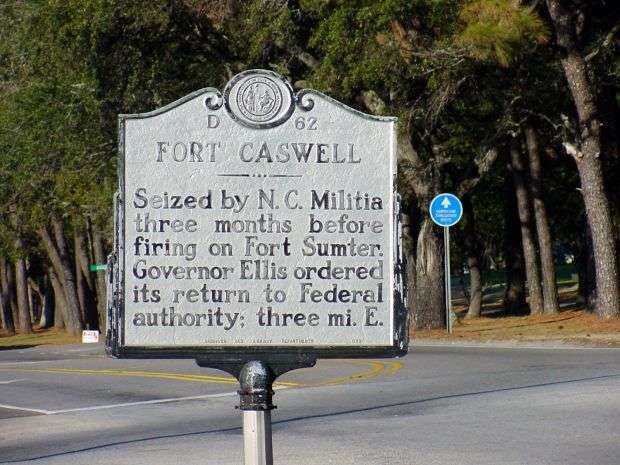 D 62
FORT CASWELL
Seized by N.C. Militia
three months before
firing on Fort Sumter.
Governor Ellis ordered
its return to Federal
authority; three mi. E.